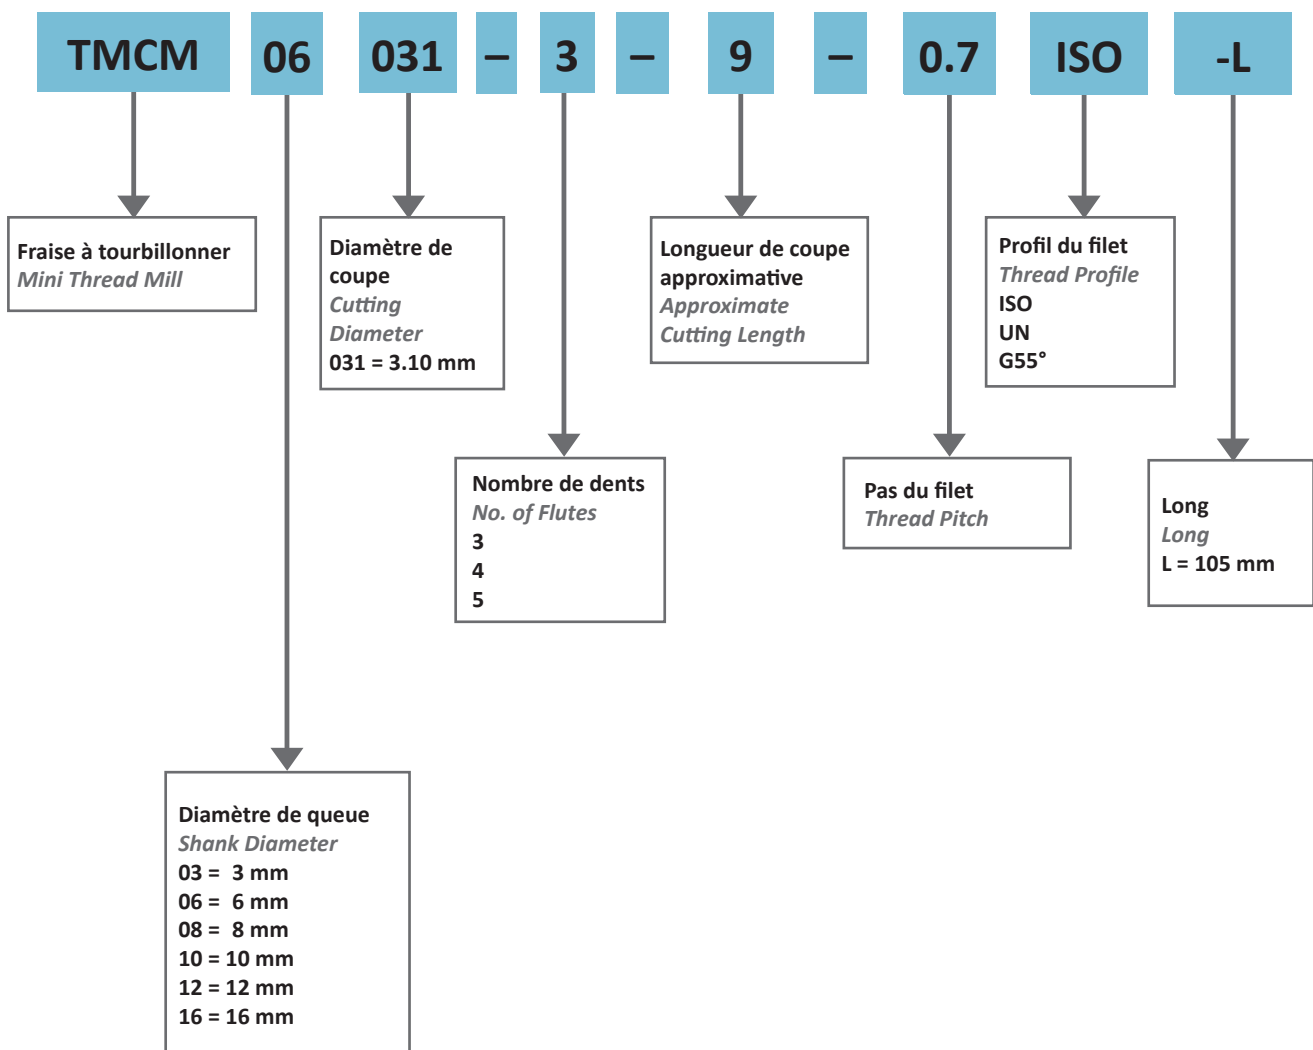 TMCM 06 031 – 3 – 9 – 0.7 ISO -L
Fraise à tourbillonner
Mini Thread Mill
Diamètre de
coupe
Cutting
Diameter
031 = 3.10 mm
Longueur de coupe
approximative
Approximate
Cutting Length
Profil du filet
Thread Profile
ISO
UN
G55°
Nombre de dents
No. of Flutes
3
4
5
Pas du filet
Thread Pitch
Long
Long
L = 105 mm
Diamètre de queue
Shank Diameter
03 = 3 mm
06 = 6 mm
08 = 8 mm
10 = 10 mm
12 = 12 mm
16 = 16 mm